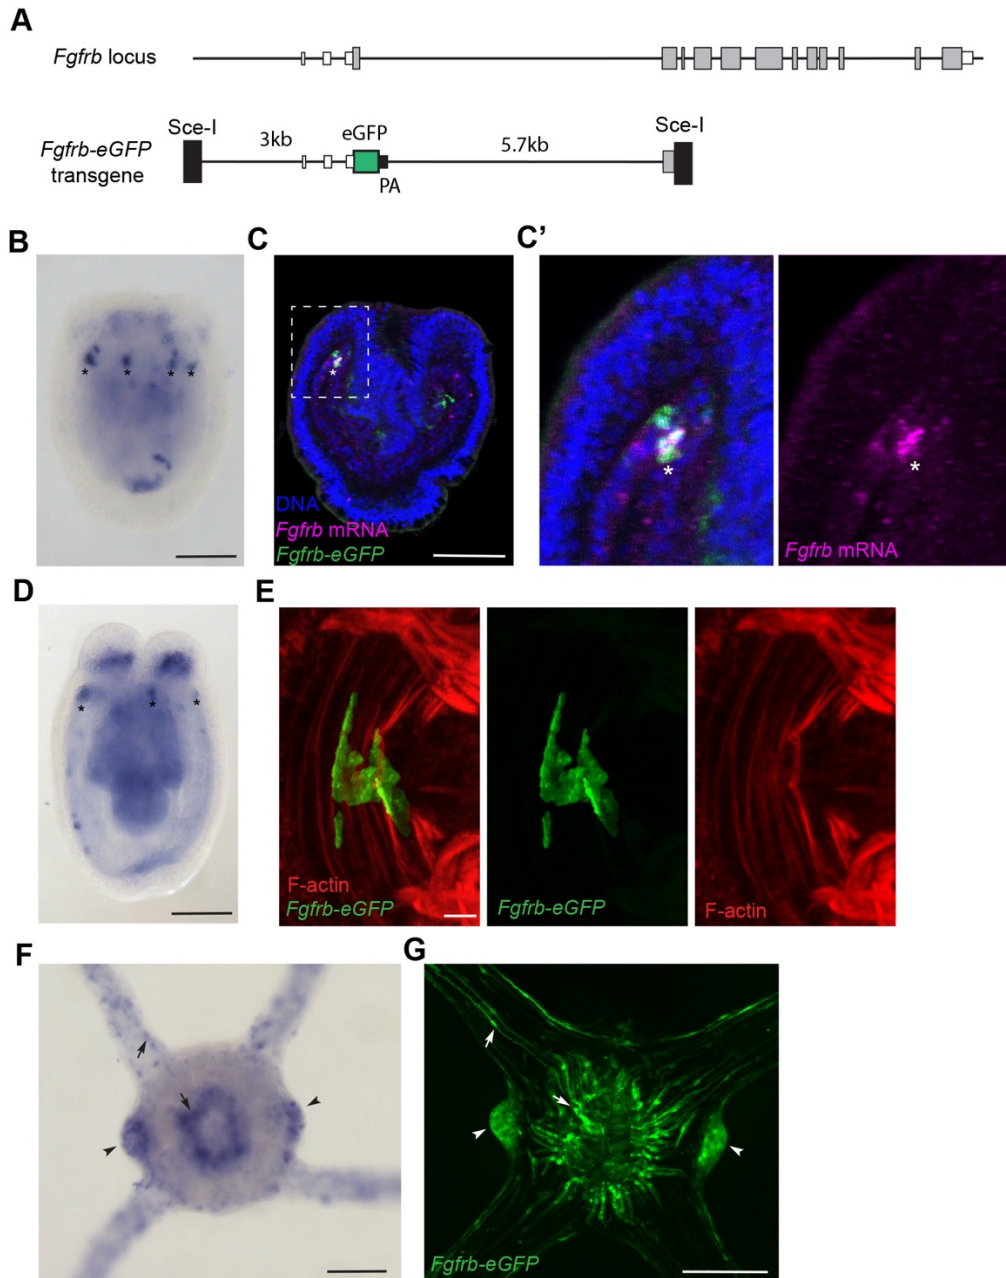 A
Fgfrb locus
Sce-I
3kb
eGFP
5.7kb
Sce-I
Fgfrb-eGFP
transgene
PA
B
C
C'
*
*
*
*
*
DNA
Fgfrb mRNA
Fgfrb-eGFP
*
*
Fgfrb mRNA
D
E
*
*
*
F-actin
Fgfrb-eGFP
Fgfrb-eGFP
F-actin
F
G
Fgfrb-eGFP